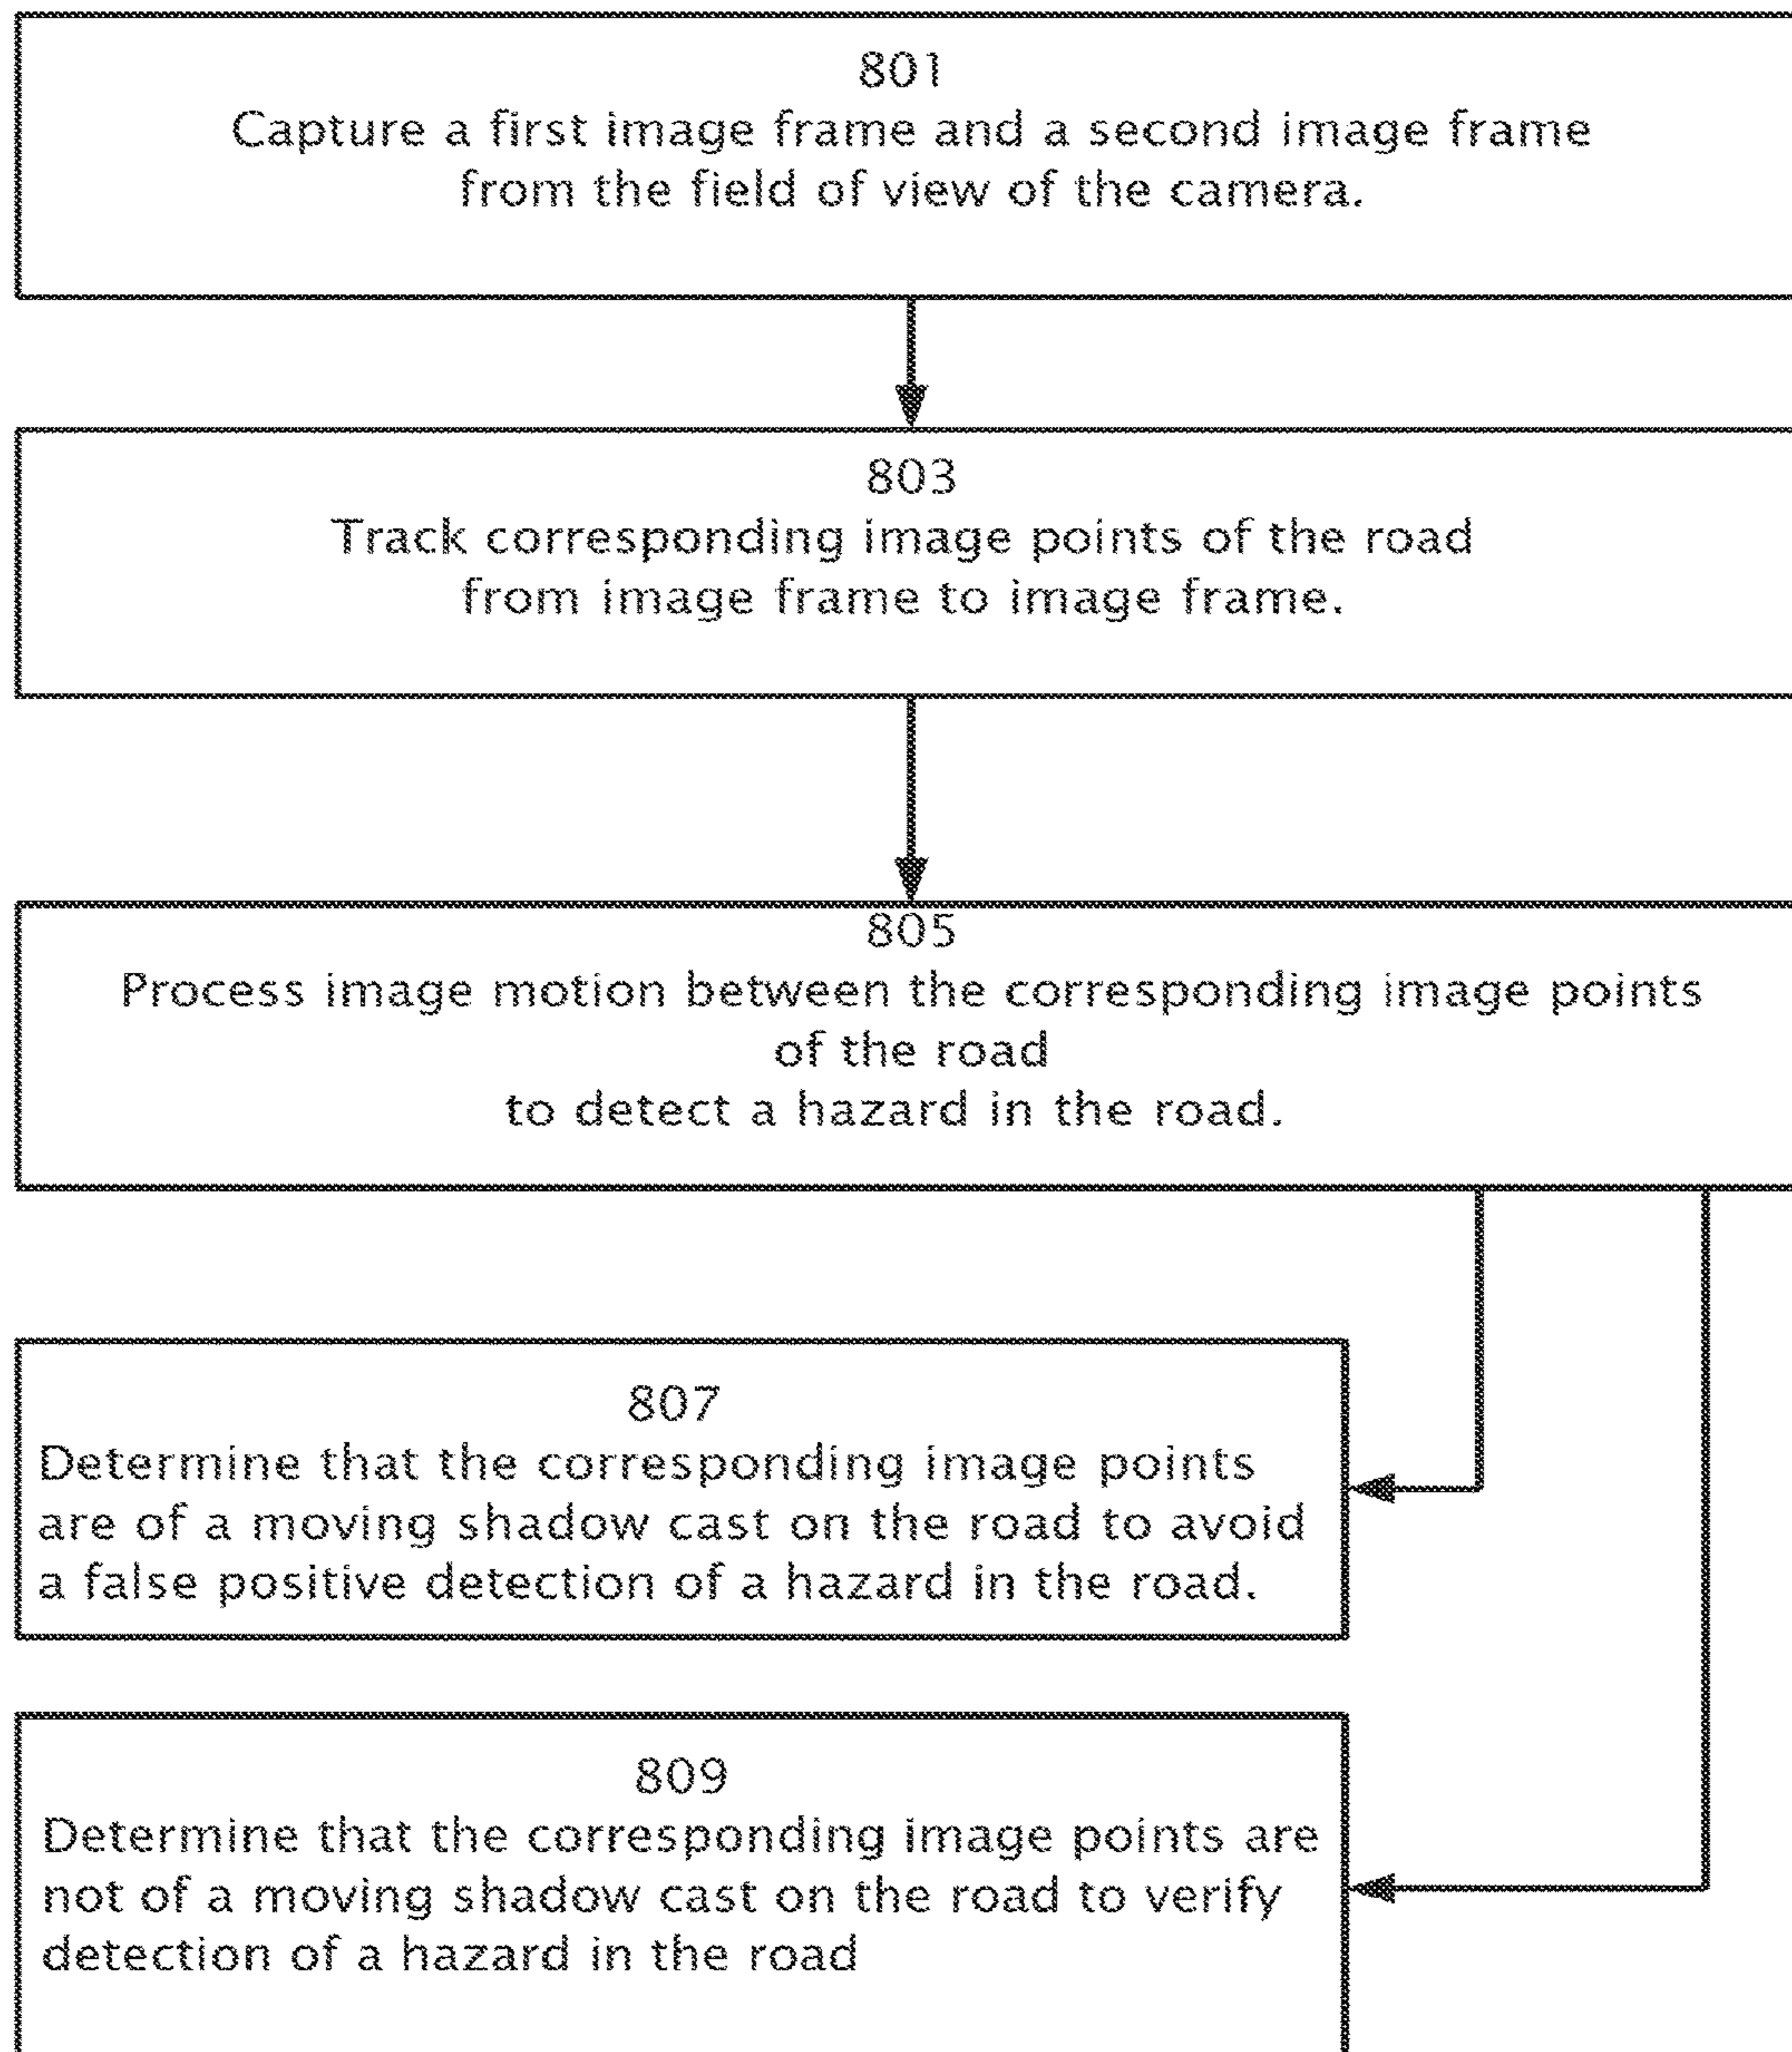 801
Capture a first image frame and a second image frame
from the field of view of the camera.
803
Track corresponding image points of the road
from image frame to image frame.
805
Process image motion between the corresponding image points
of the road
to detect a hazard in the road.
807
Determine that the corresponding image points
are of a moving shadow cast on the road to avoid
a false positive detection of a hazard in the road.
809
Determine that the corresponding image points are
not of a moving shadow cast on the road to verify
detection of a hazard in the road